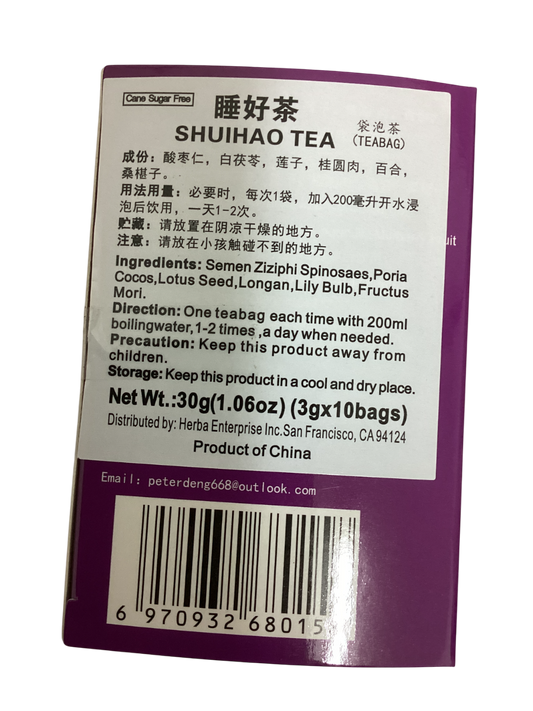 Cane Sugar Free
睡好茶
SHUIHAO TEA
袋泡茶
(TEABAG)
成份：酸枣仁，白茯苓，莲子，桂圆肉，百合，
桑椹子。
用法用量：必要时，每次1袋，加入200毫升开水浸
泡后饮用，一天1-2次。
贮藏：请放置在阴凉干燥的地方。
注意：请放在小孩触碰不到的地方。
Ingredients: Semen Ziziphi Spinosaes,Poria
Cocos,Lotus Seed,Longan,Lily Bulb,Fructus
Mori.
Direction: One teabag each time with 200ml
boilingwater,1-2 times ,a day when needed.
Precaution: Keep this product away from
children.
Storage: Keep this product in a cool and dry place.
Net Wt.:30g(1.06oz) (3gx10bags)
Distributed by: Herba Enterprise Inc.San Francisco, CA 94124
Product of China
uit
Email: peterdeng668@outlook.com
6 970932 68015